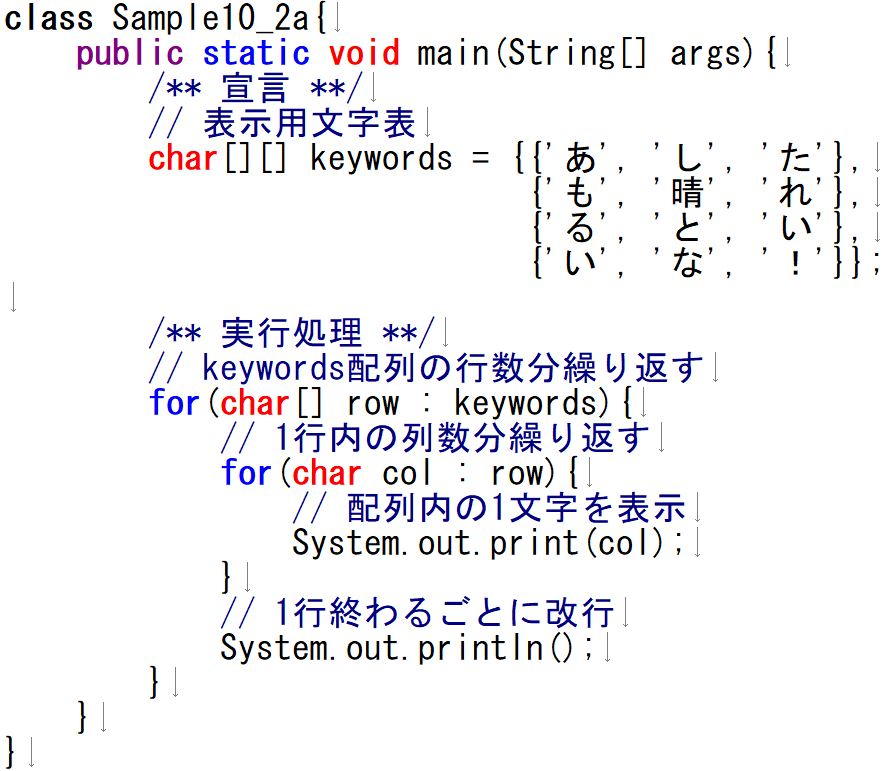 class Sample10_2a{↓
    public static void main(String[] args){↓
        /** 宣言 **/↓
        // 表示用文字表↓
        char[][] keywords = {{'あ', 'し', 'た'},↓
                             {'も', '晴', 'れ'},↓
                             {'る', 'と', 'い'},↓
                             {'い', 'な', '！'}};
↓
        /** 実行処理 **/↓
        // keywords配列の行数分繰り返す↓
        for(char[] row : keywords){↓
            // 1行内の列数分繰り返す↓
            for(char col : row){↓
                // 配列内の1文字を表示↓
                System.out.print(col);↓
            }↓
            // 1行終わるごとに改行↓
            System.out.println();↓
        }↓
    }↓
}↓